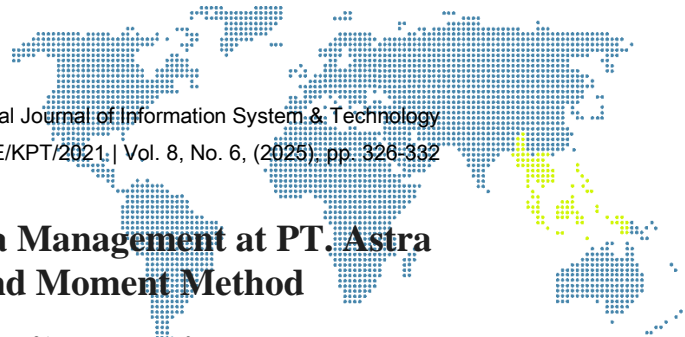 al Journal of Information System & Technology
E/KPT/2021 | Vol. 8, No. 6, (2025), pp. 326-332
a Management at PT. Astra
nd Moment Method